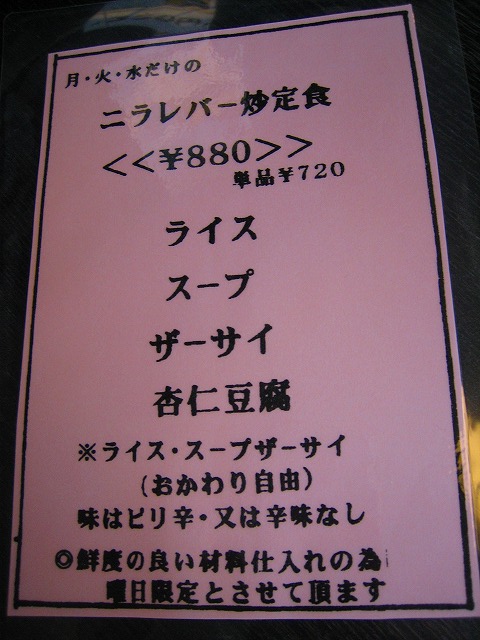 月・火・水だけの
ニラレバー炒定食
<<¥880>>
単品¥720
ライス
スープ
ザーサイ
杏仁豆腐
※ライス・スープザーサイ
(おかわり自由)
味はピリ辛・又は辛味なし
◎鮮度の良い材料仕入れの為
曜日限定とさせて頂ます